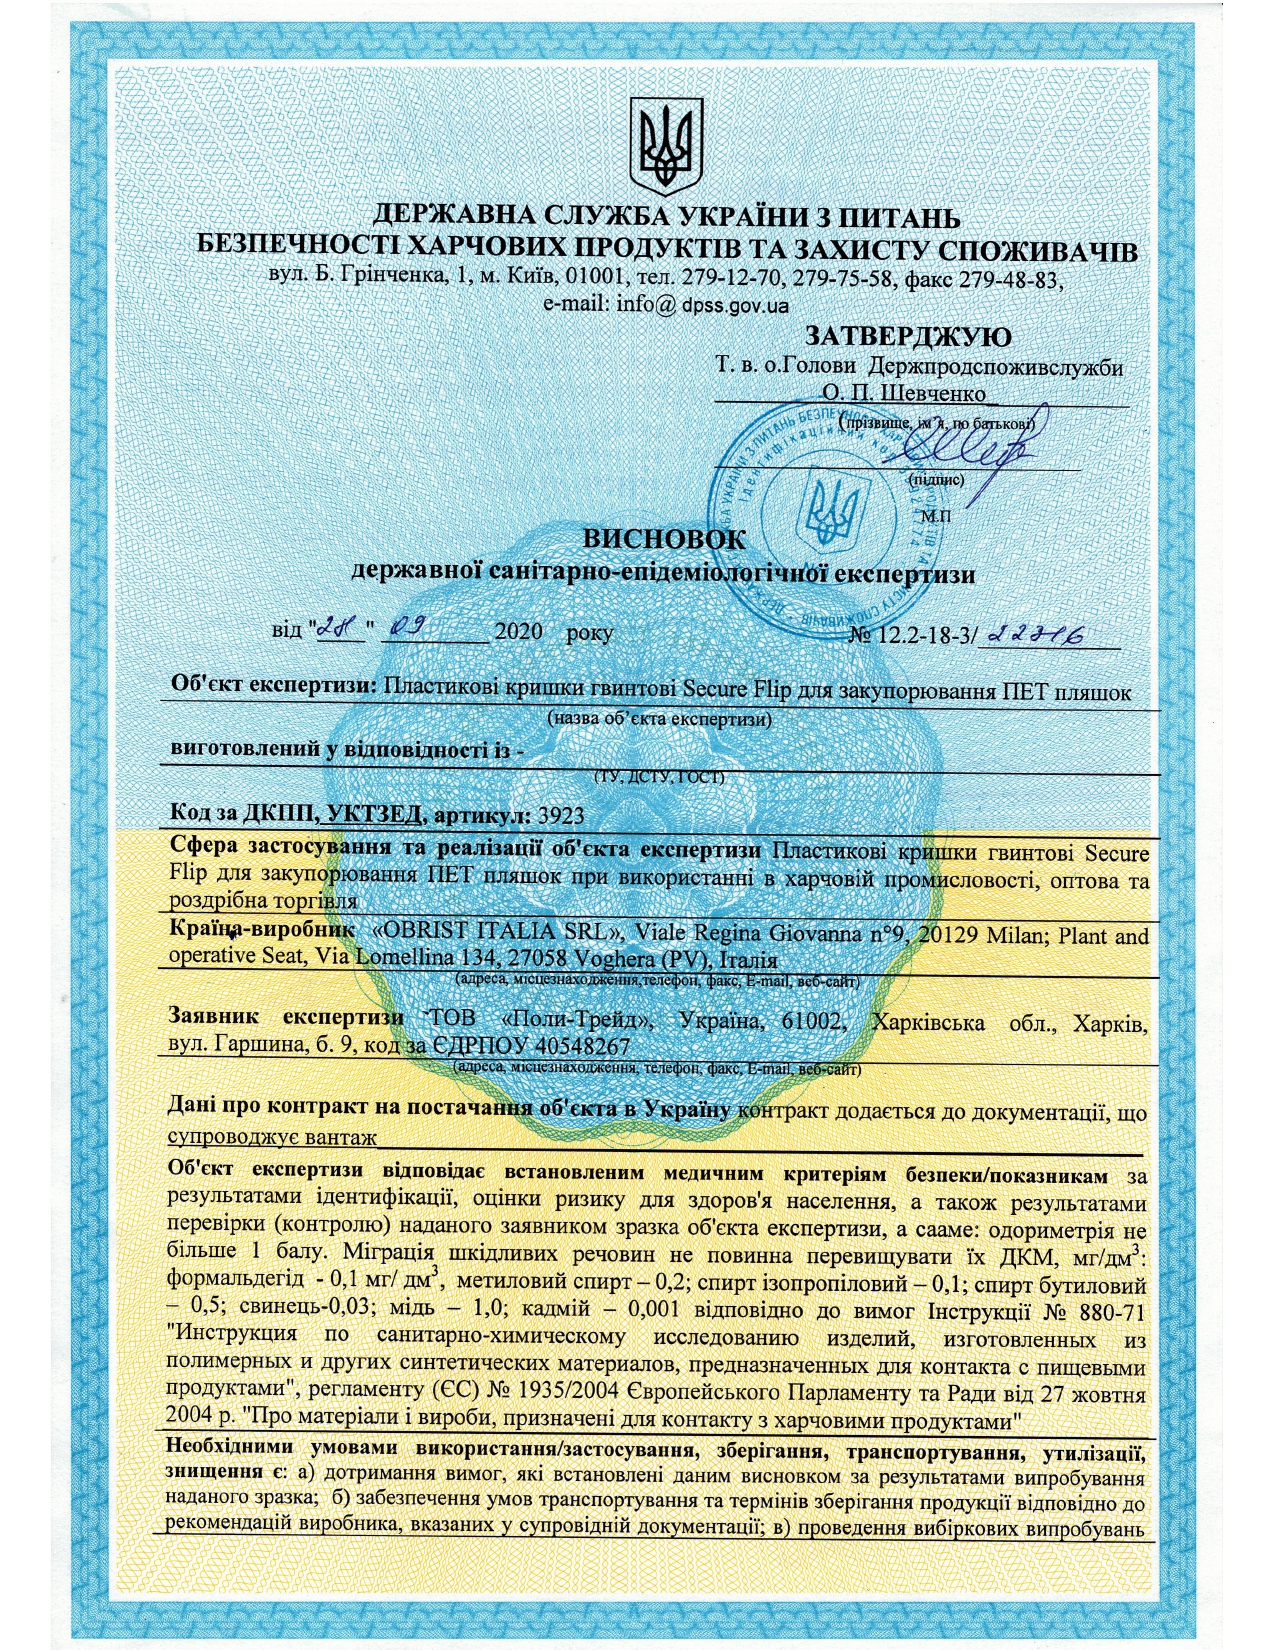 ДЕРЖАВНА СЛУЖБА УКРАЇНИ З ПИТАНЬ
БЕЗПЕЧНОСТІ ХАРЧОВИХ ПРОДУКТІВ ТА ЗАХИСТУ СПОЖИВАЧІВ
вул. Б. Грінченка, 1, м. Київ, 01001, тел. 279-12-70, 279-75-58, факс 279-48-83,
e-mail: info@ dpss.gov.ua
ЗАТВЕРДЖУЮ
Т. в. о.Голови Держпродспоживслужби
О. П. Шевченко
(прізвище, ім'я, по батькові)
(підпис)
М.П
ВИСНОВОК
державної санітарно-епідеміологічної експертизи
від "28" 09 2020 року № 12.2-18-3/22716
Об'єкт експертизи: Пластикові кришки гвинтові Secure Flip для закупорювання ПЕТ пляшок
(назва об'єкта експертизи)
виготовлений у відповідності із -
(ТУ, ДСТУ, ГОСТ)
Код за ДКПП, УКТЗЕД, артикул: 3923
Сфера застосування та реалізації об'єкта експертизи Пластикові кришки гвинтові Secure
Flip для закупорювання ПЕТ пляшок при використанні в харчовій промисловості, оптова та
роздрібна торгівля
Країна-виробник «OBRIST ITALIA SRL», Viale Regina Giovanna n°9, 20129 Milan; Plant and
operative Seat, Via Lomellina 134, 27058 Voghera (PV), Італія
(адреса, місцезнаходження,телефон, факс, E-mail, веб-сайт)
Заявник експертизи ТОВ «Поли-Трейд», Україна, 61002, Харківська обл., Харків,
вул. Гаршина, б. 9, код за ЄДРПОУ 40548267
(адреса, місцезнаходження, телефон, факс, E-mail, веб-сайт)
Дані про контракт на постачання об'єкта в Україну контракт додається до документації, що
супроводжує вантаж
Об'єкт експертизи відповідає встановленим медичним критеріям безпеки/показникам за
результатами ідентифікації, оцінки ризику для здоров'я населення, а також результатами
перевірки (контролю) наданого заявником зразка об'єкта експертизи, а сааме: одориметрія не
більше 1 балу. Міграція шкідливих речовин не повинна перевищувати їх ДКМ, мг/дм³:
формальдегід - 0,1 мг/ дм³, метиловий спирт – 0,2; спирт ізопропіловий – 0,1; спирт бутиловий
– 0,5; свинець-0,03; мідь – 1,0; кадмій – 0,001 відповідно до вимог Інструкції № 880-71
"Инструкция по санитарно-химическому исследованию изделий, изготовленных из
полимерных и других синтетических материалов, предназначенных для контакта с пищевыми
продуктами", регламенту (ЄС) № 1935/2004 Європейського Парламенту та Ради від 27 жовтня
2004 р. "Про матеріали і вироби, призначені для контакту з харчовими продуктами"
Необхідними умовами використання/застосування, зберігання, транспортування, утилізації,
знищення є: а) дотримання вимог, які встановлені даним висновком за результатами випробування
наданого зразка; б) забезпечення умов транспортування та термінів зберігання продукції відповідно до
рекомендацій виробника, вказаних у супровідній документації; в) проведення вибіркових випробувань